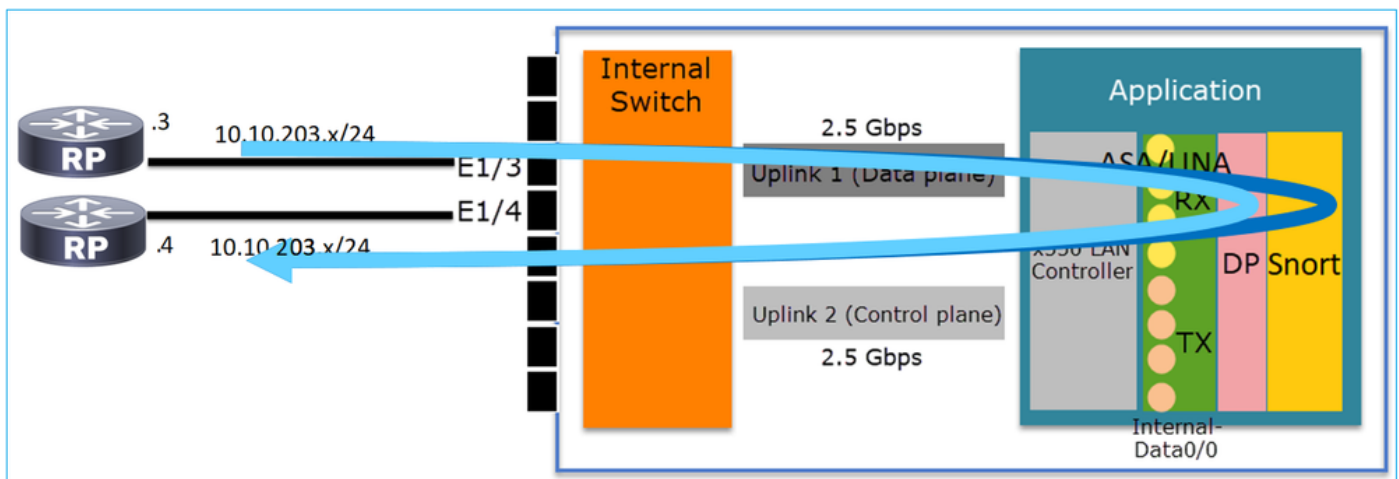 .3
10.10.203.x/24
RP
E1/3
E1/4
RP
.4
10.10.203.x/24
Internal
Switch
2.5 Gbps
Uplink 1 (Data plane)
Uplink 2 (Control plane)
2.5 Gbps
Application
ASA/LINA
RX
LAN
Controller
DP
Snort
TX
Internal-
Data0/0